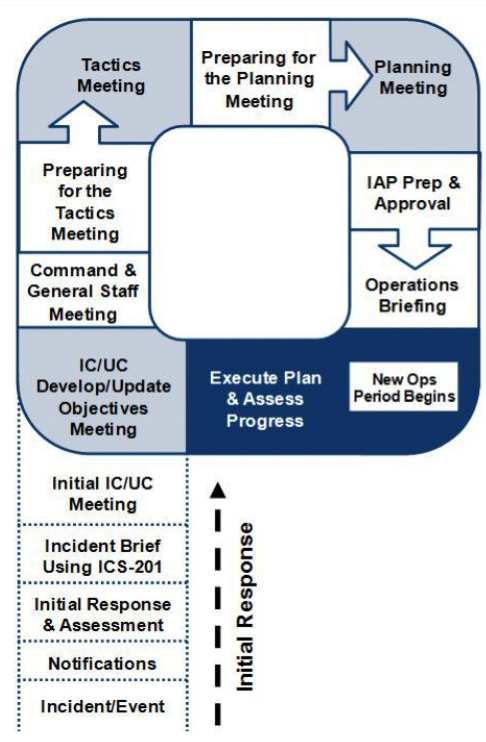 Tactics
Meeting
Preparing for
the Planning
Meeting
Planning
Meeting
Preparing
for the
Tactics
Meeting
IAP Prep &
Approval
Command &
General Staff
Meeting
Operations
Briefing
IC/UC
Develop/Update
Objectives
Meeting
Execute Plan
& Assess
Progress
New Ops
Period Begins
Initial IC/UC
Meeting
Incident Brief
Using ICS-201
Initial Response
& Assessment
Notifications
Incident/Event
Initial Response